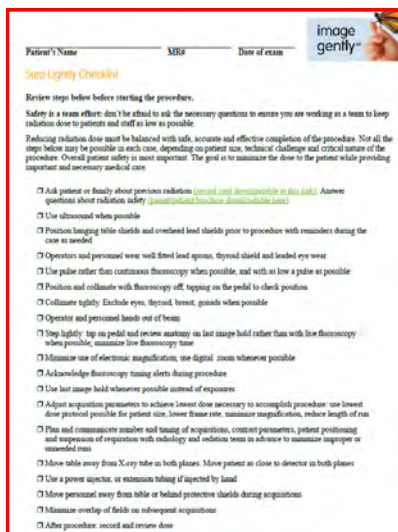 image
gently
Patient's Name MR# Date of exam
Step Lightly Checklist
Review steps below before starting the procedure.
Safety is a team effort: don't be afraid to ask the necessary questions to ensure you are working as a team to keep
radiation dose to patients and staff as low as possible.
Reducing radiation dose must be balanced with safe, accurate and effective completion of the procedure. Not all the
steps below may be possible in each case, depending on patient size, technical challenge and critical nature of the
procedure. Overall patient safety is most important. The goal is to minimize the dose to the patient while providing
important and necessary medical care.
Ask patient or family about previous radiation (record card downloadable at this link). Answer
questions about radiation safety (parent/patient brochure downloadable here)
Use ultrasound when possible
Position hanging table shields and overhead lead shields prior to procedure with reminders during the
case as needed
Operators and personnel wear well fitted lead aprons, thyroid shield and leaded eye wear
Use pulse rather than continuous fluoroscopy when possible, and with as low a pulse as possible
Position and collimate with fluoroscopy off, tapping on the pedal to check position
Collimate tightly. Exclude eyes, thyroid, breast, gonads when possible
Operator and personnel hands out of beam
Step lightly: tap on pedal and review anatomy on last image hold rather than with live fluoroscopy
when possible; minimize live fluoroscopy time
Minimize use of electronic magnification; use digital zoom whenever possible
Acknowledge fluoroscopy timing alerts during procedure
Use last image hold whenever possible instead of exposures
Adjust acquisition parameters to achieve lowest dose necessary to accomplish procedure: use lowest
dose protocol possible for patient size, lower frame rate, minimize magnification, reduce length of run
Plan and communicate number and timing of acquisitions, contrast parameters, patient positioning
and suspension of respiration with radiology and sedation team in advance to minimize improper or
unneeded runs
Move table away from X-ray tube in both planes. Move patient as close to detector in both planes
Use a power injector, or extension tubing if injected by hand
Move personnel away from table or behind protective shields during acquisitions
Minimize overlap of fields on subsequent acquisitions
After procedure: record and review dose